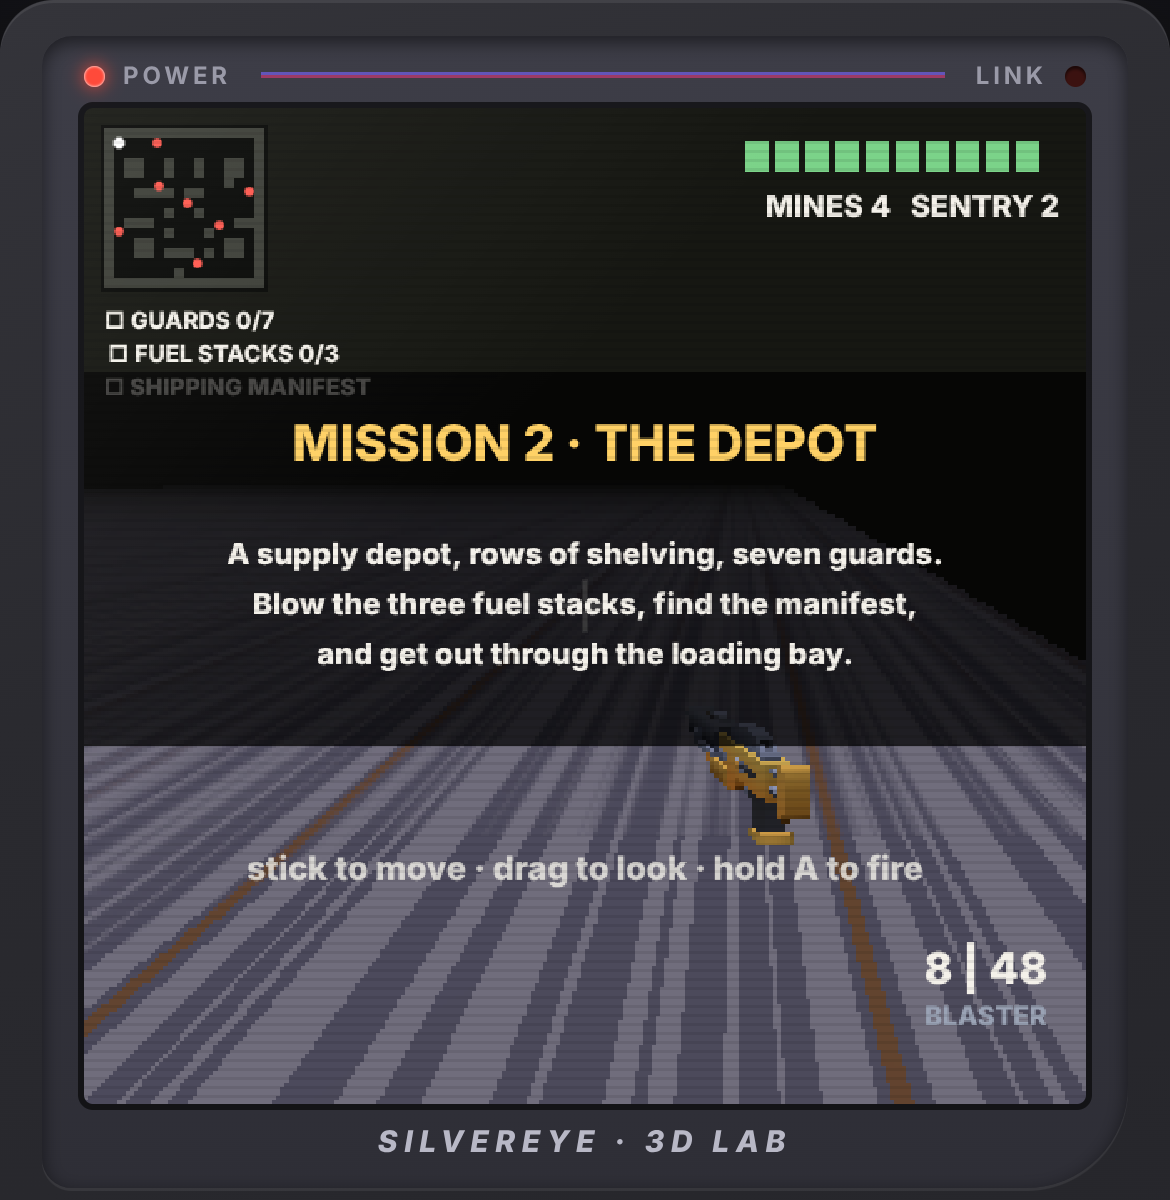 POWER
LINK
MINES 4 SENTRY 2
GUARDS 0/7
FUEL STACKS 0/3
SHIPPING MANIFEST
MISSION 2 · THE DEPOT
A supply depot, rows of shelving, seven guards.
Blow the three fuel stacks, find the manifest,
and get out through the loading bay.
stick to move · drag to look · hold A to fire
8 | 48
BLASTER
SILVEREYE · 3D LAB